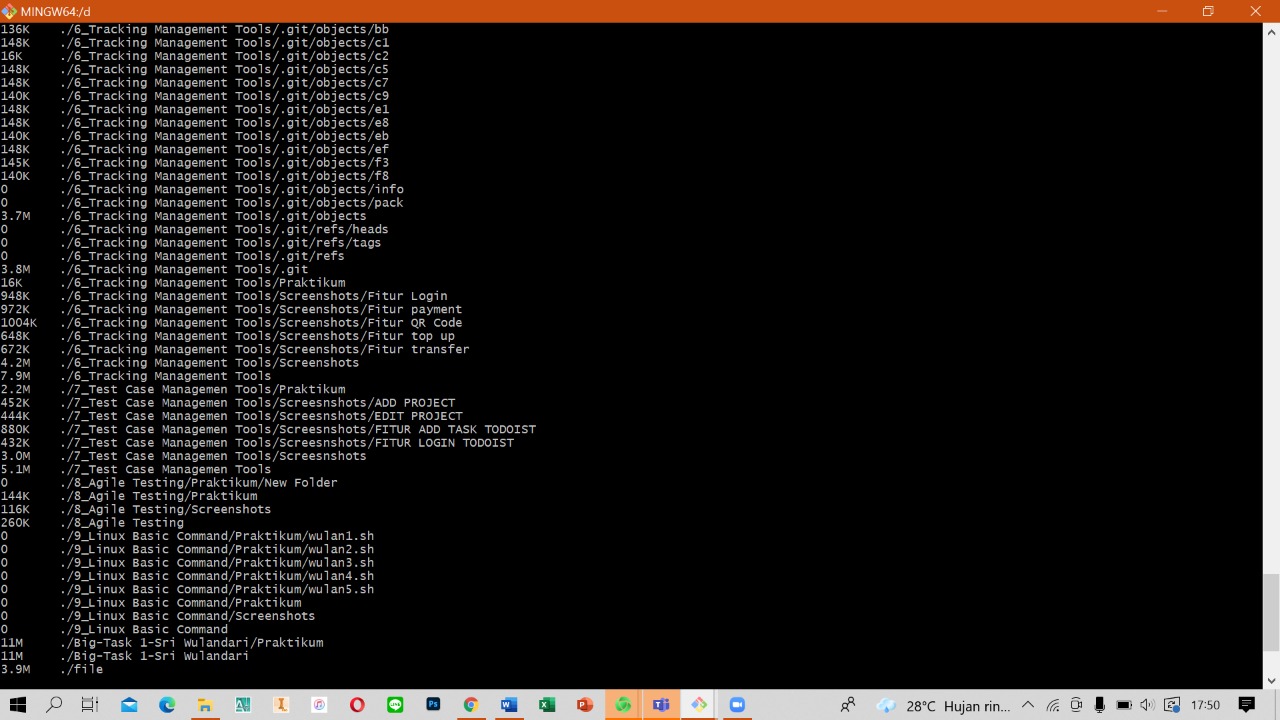 MINGW64:/d
136K ./6_Tracking Management Tools/.git/objects/bb
148K ./6_Tracking Management Tools/.git/objects/c1
16K ./6_Tracking Management Tools/.git/objects/c2
148K ./6_Tracking Management Tools/.git/objects/c5
148K ./6_Tracking Management Tools/.git/objects/c7
140K ./6_Tracking Management Tools/.git/objects/c9
148K ./6_Tracking Management Tools/.git/objects/e1
148K ./6_Tracking Management Tools/.git/objects/e8
140K ./6_Tracking Management Tools/.git/objects/eb
148K ./6_Tracking Management Tools/.git/objects/ef
145K ./6_Tracking Management Tools/.git/objects/f3
140K ./6_Tracking Management Tools/.git/objects/f8
0 ./6_Tracking Management Tools/.git/objects/info
0 ./6_Tracking Management Tools/.git/objects/pack
3.7M ./6_Tracking Management Tools/.git/objects
0 ./6_Tracking Management Tools/.git/refs/heads
0 ./6_Tracking Management Tools/.git/refs/tags
0 ./6_Tracking Management Tools/.git/refs
3.8M ./6_Tracking Management Tools/.git
16K ./6_Tracking Management Tools/Praktikum
948K ./6_Tracking Management Tools/Screenshots/Fitur Login
972K ./6_Tracking Management Tools/Screenshots/Fitur payment
1004K ./6_Tracking Management Tools/Screenshots/Fitur QR Code
648K ./6_Tracking Management Tools/Screenshots/Fitur top up
672K ./6_Tracking Management Tools/Screenshots/Fitur transfer
4.2M ./6_Tracking Management Tools/Screenshots
7.9M ./6_Tracking Management Tools
2.2M ./7_Test Case Managemen Tools/Praktikum
452K ./7_Test Case Managemen Tools/Screesnshots/ADD PROJECT
444K ./7_Test Case Managemen Tools/Screesnshots/EDIT PROJECT
880K ./7_Test Case Managemen Tools/Screesnshots/FITUR ADD TASK TODOIST
432K ./7_Test Case Managemen Tools/Screesnshots/FITUR LOGIN TODOIST
3.0M ./7_Test Case Managemen Tools/Screesnshots
5.1M ./7_Test Case Managemen Tools
0 ./8_Agile Testing/Praktikum/New Folder
144K ./8_Agile Testing/Praktikum
116K ./8_Agile Testing/Screenshots
260K ./8_Agile Testing
0 ./9_Linux Basic Command/Praktikum/wulan1.sh
0 ./9_Linux Basic Command/Praktikum/wulan2.sh
0 ./9_Linux Basic Command/Praktikum/wulan3.sh
0 ./9_Linux Basic Command/Praktikum/wulan4.sh
0 ./9_Linux Basic Command/Praktikum/wulan5.sh
0 ./9_Linux Basic Command/Praktikum
0 ./9_Linux Basic Command/Screenshots
0 ./9_Linux Basic Command
11M ./Big-Task 1-Sri Wulandari/Praktikum
11M ./Big-Task 1-Sri Wulandari
3.9M ./file
28°C Hujan rin... 17:50